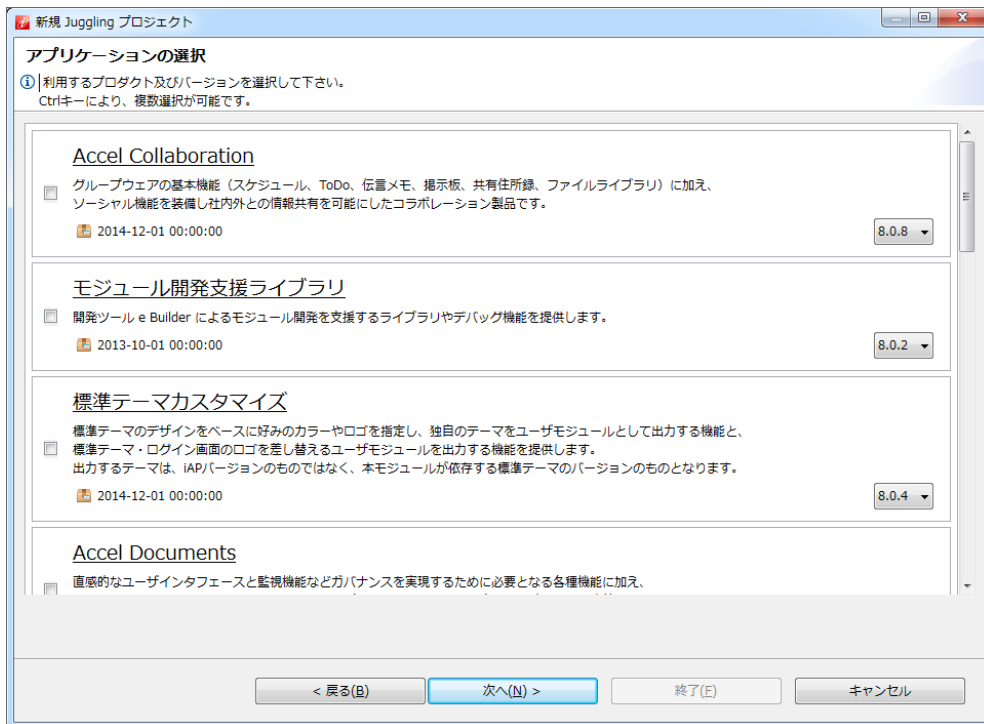 新規 Juggling プロジェクト
アプリケーションの選択
利用するプロダクト及びバージョンを選択して下さい。
Ctrlキーにより、複数選択が可能です。
Accel Collaboration
グループウェアの基本機能（スケジュール、ToDo、伝言メモ、掲示板、共有住所録、ファイルライブラリ）に加え、
ソーシャル機能を装備し社内外との情報共有を可能にしたコラボレーション製品です。
2014-12-01 00:00:00
8.0.8
モジュール開発支援ライブラリ
開発ツール e Builder によるモジュール開発を支援するライブラリやデバッグ機能を提供します。
2013-10-01 00:00:00
8.0.2
標準テーマカスタマイズ
標準テーマのデザインをベースに好みのカラーやロゴを指定し、独自のテーマをユーザモジュールとして出力する機能と、
標準テーマ・ログイン画面のロゴを差し替えるユーザモジュールを出力する機能を提供します。
出力するテーマは、iAPバージョンのものではなく、本モジュールが依存する標準テーマのバージョンのものとなります。
2014-12-01 00:00:00
8.0.4
Accel Documents
直感的なユーザインタフェースと監視機能などガバナンスを実現するために必要となる各種機能に加え、
< 戻る(B)
次へ(N) >
終了(F)
キャンセル